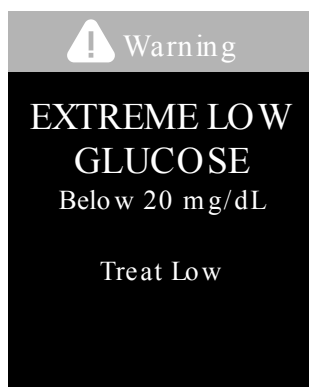 Warning
EXTREME LOW
GLUCOSE
Below 20 mg/dL
Treat Low